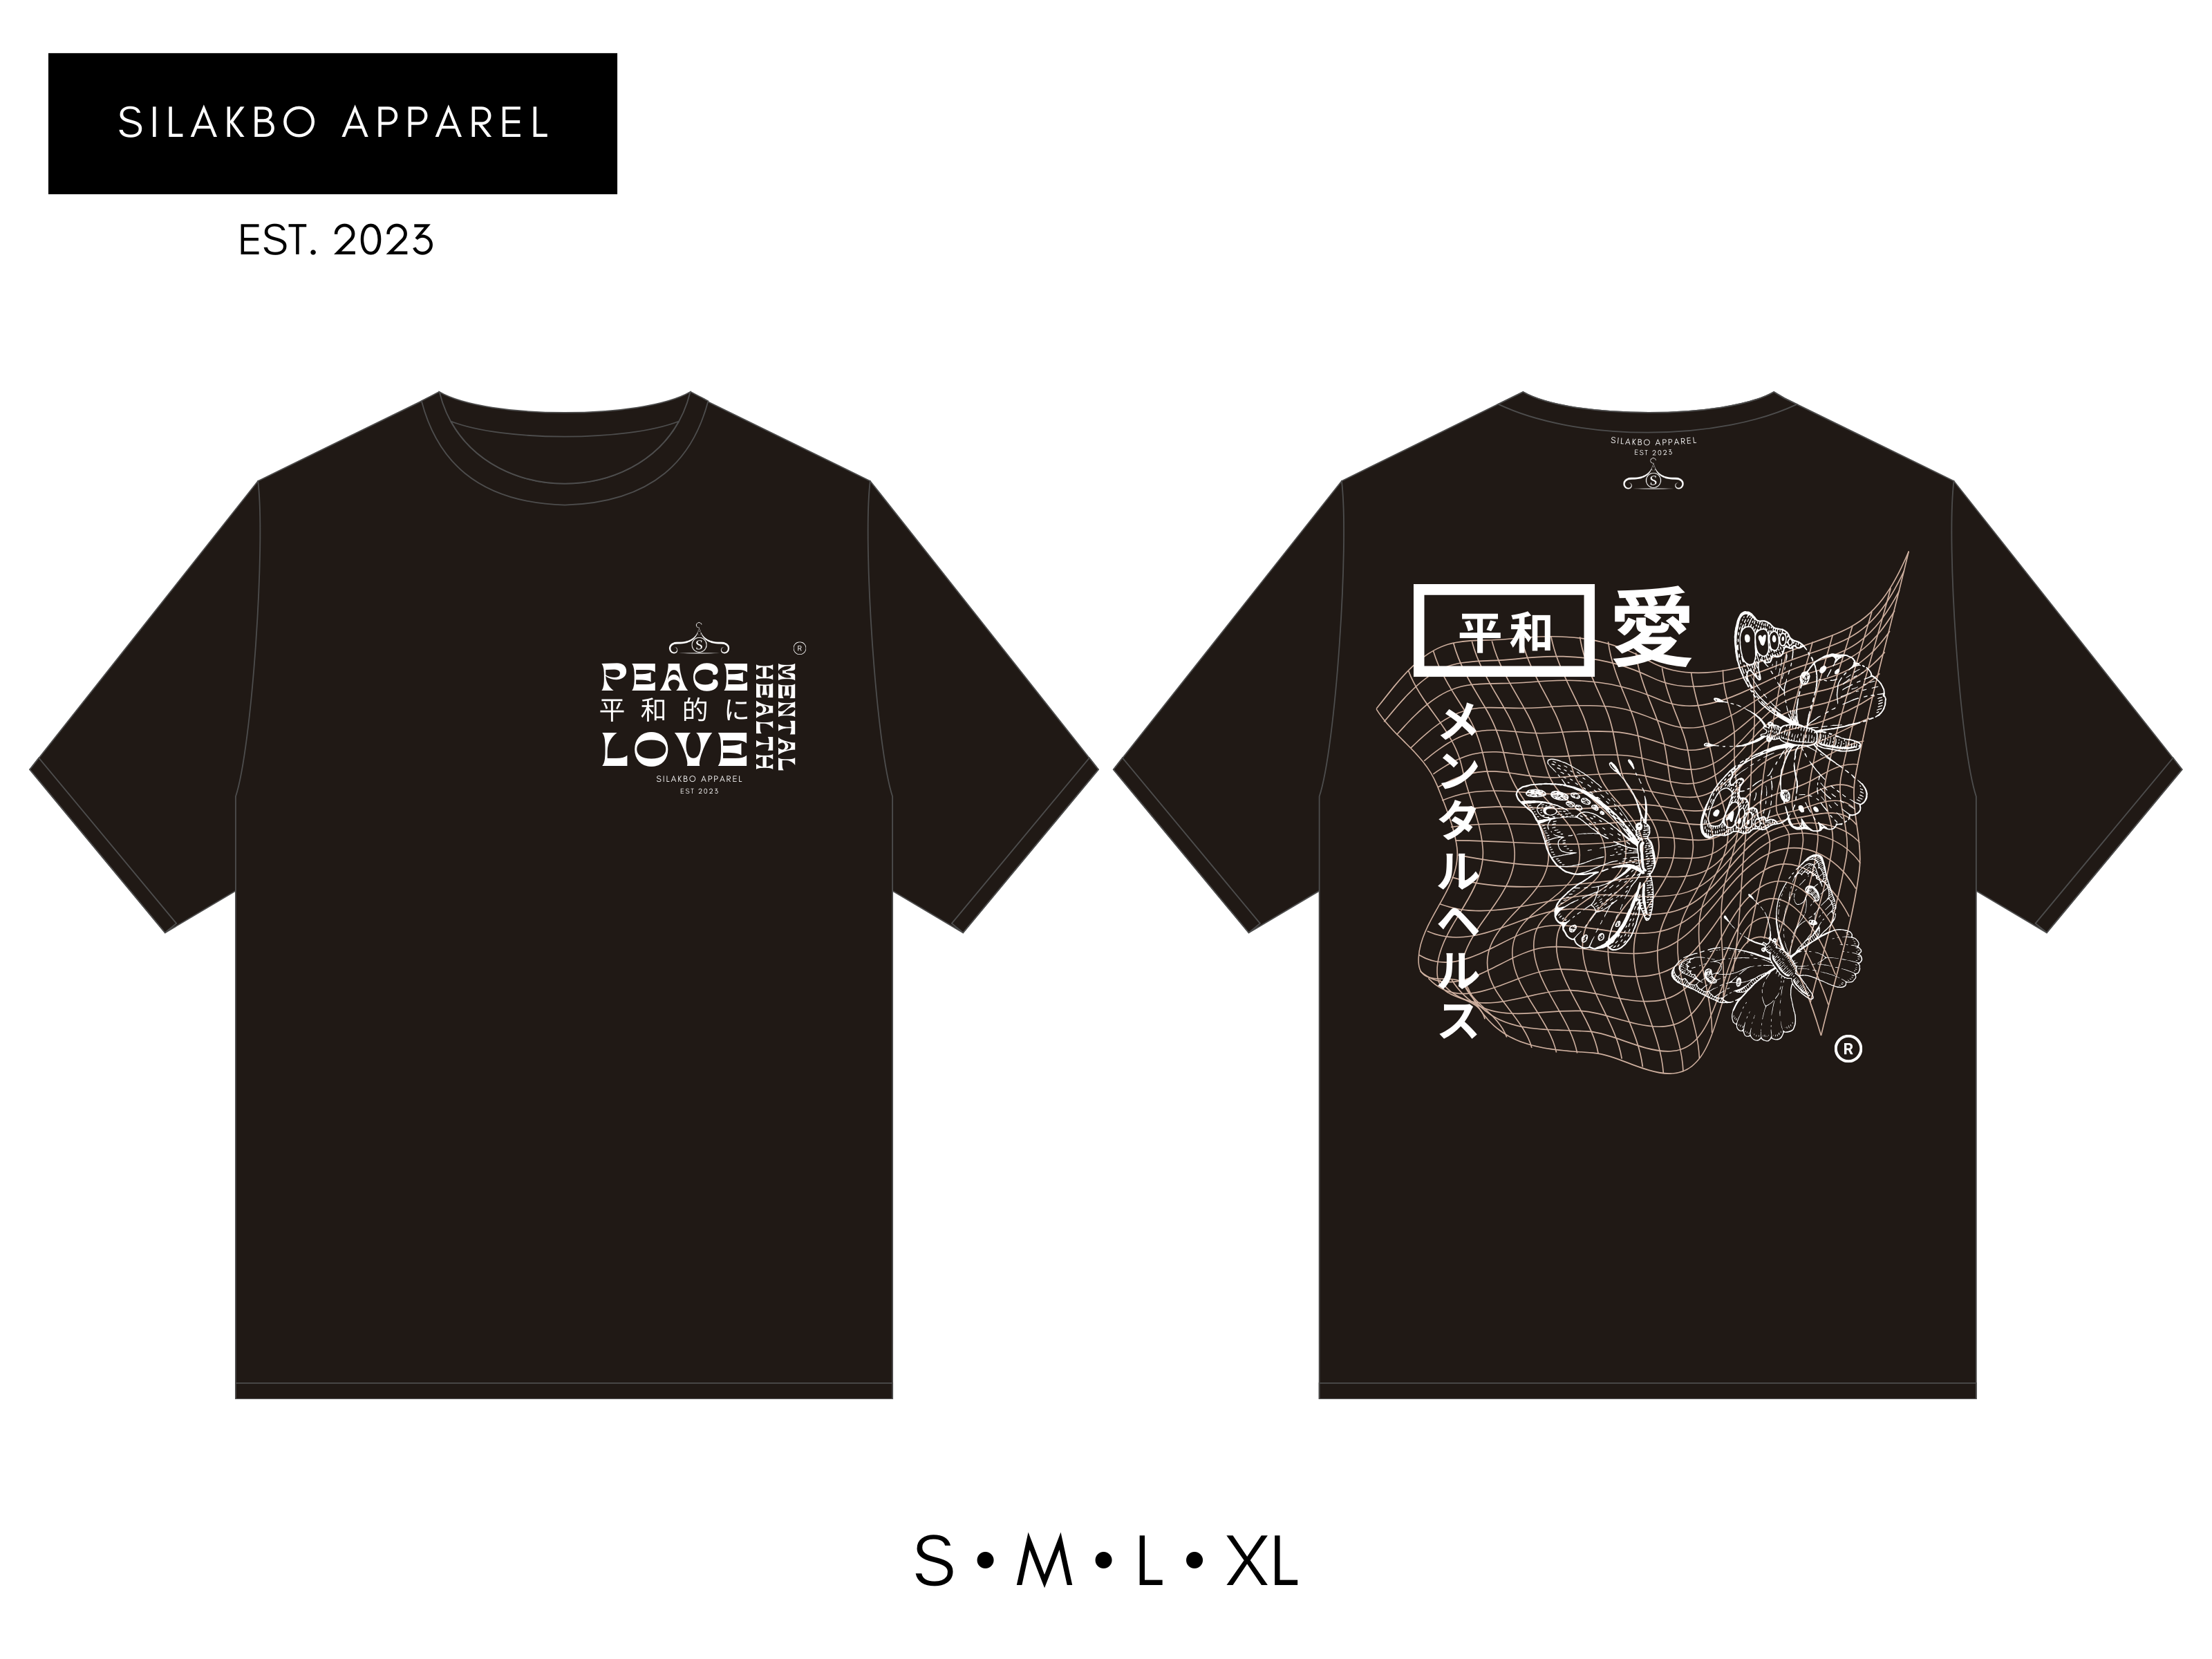 SILAKBO APPAREL
EST. 2023
S
®
PEACE
平和的に
LOVE
MENTAL
HEALTH
SILAKBO APPAREL
EST 2023
SILAKBO APPAREL
EST 2023
S
平和
愛
メンタルヘルス
®
S • M • L • XL